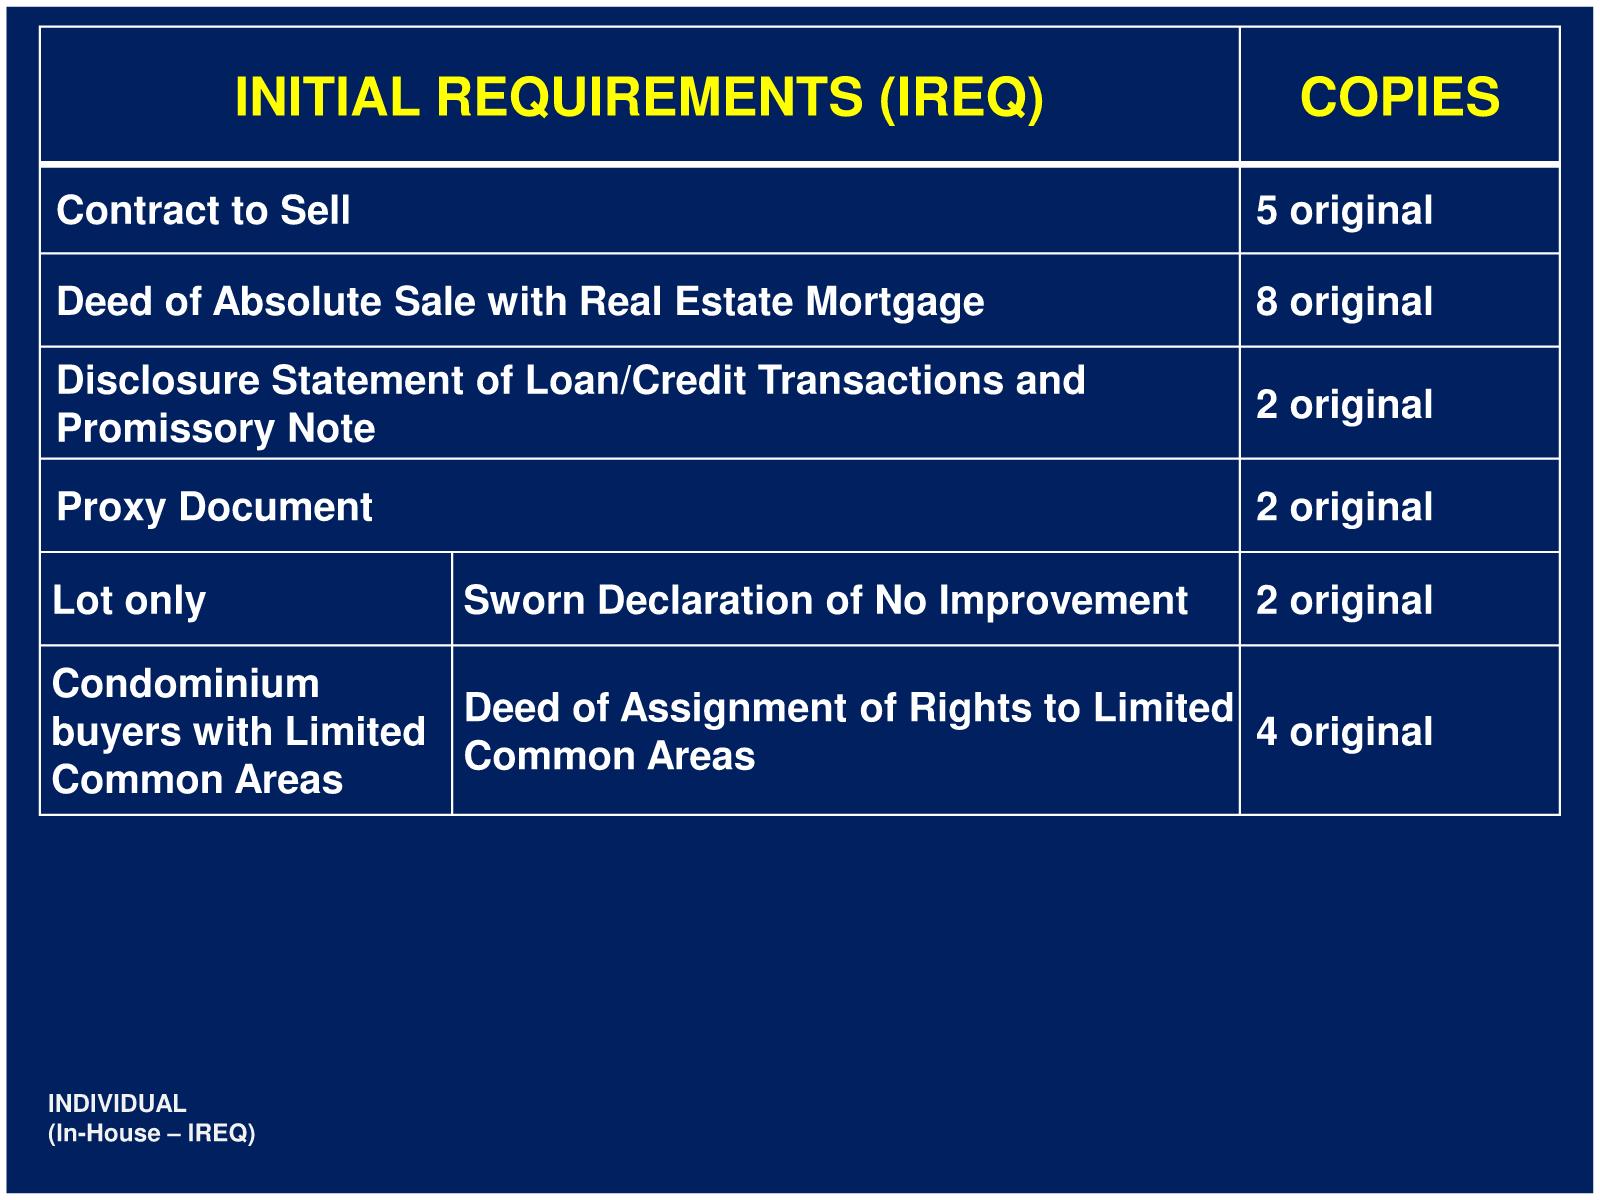 INITIAL REQUIREMENTS (IREQ) COPIES
Contract to Sell 5 original
Deed of Absolute Sale with Real Estate Mortgage 8 original
Disclosure Statement of Loan/Credit Transactions and
Promissory Note 2 original
Proxy Document 2 original
Lot only Sworn Declaration of No Improvement 2 original
Condominium
buyers with Limited
Common Areas
Deed of Assignment of Rights to Limited
Common Areas
4 original
INDIVIDUAL
(In-House – IREQ)